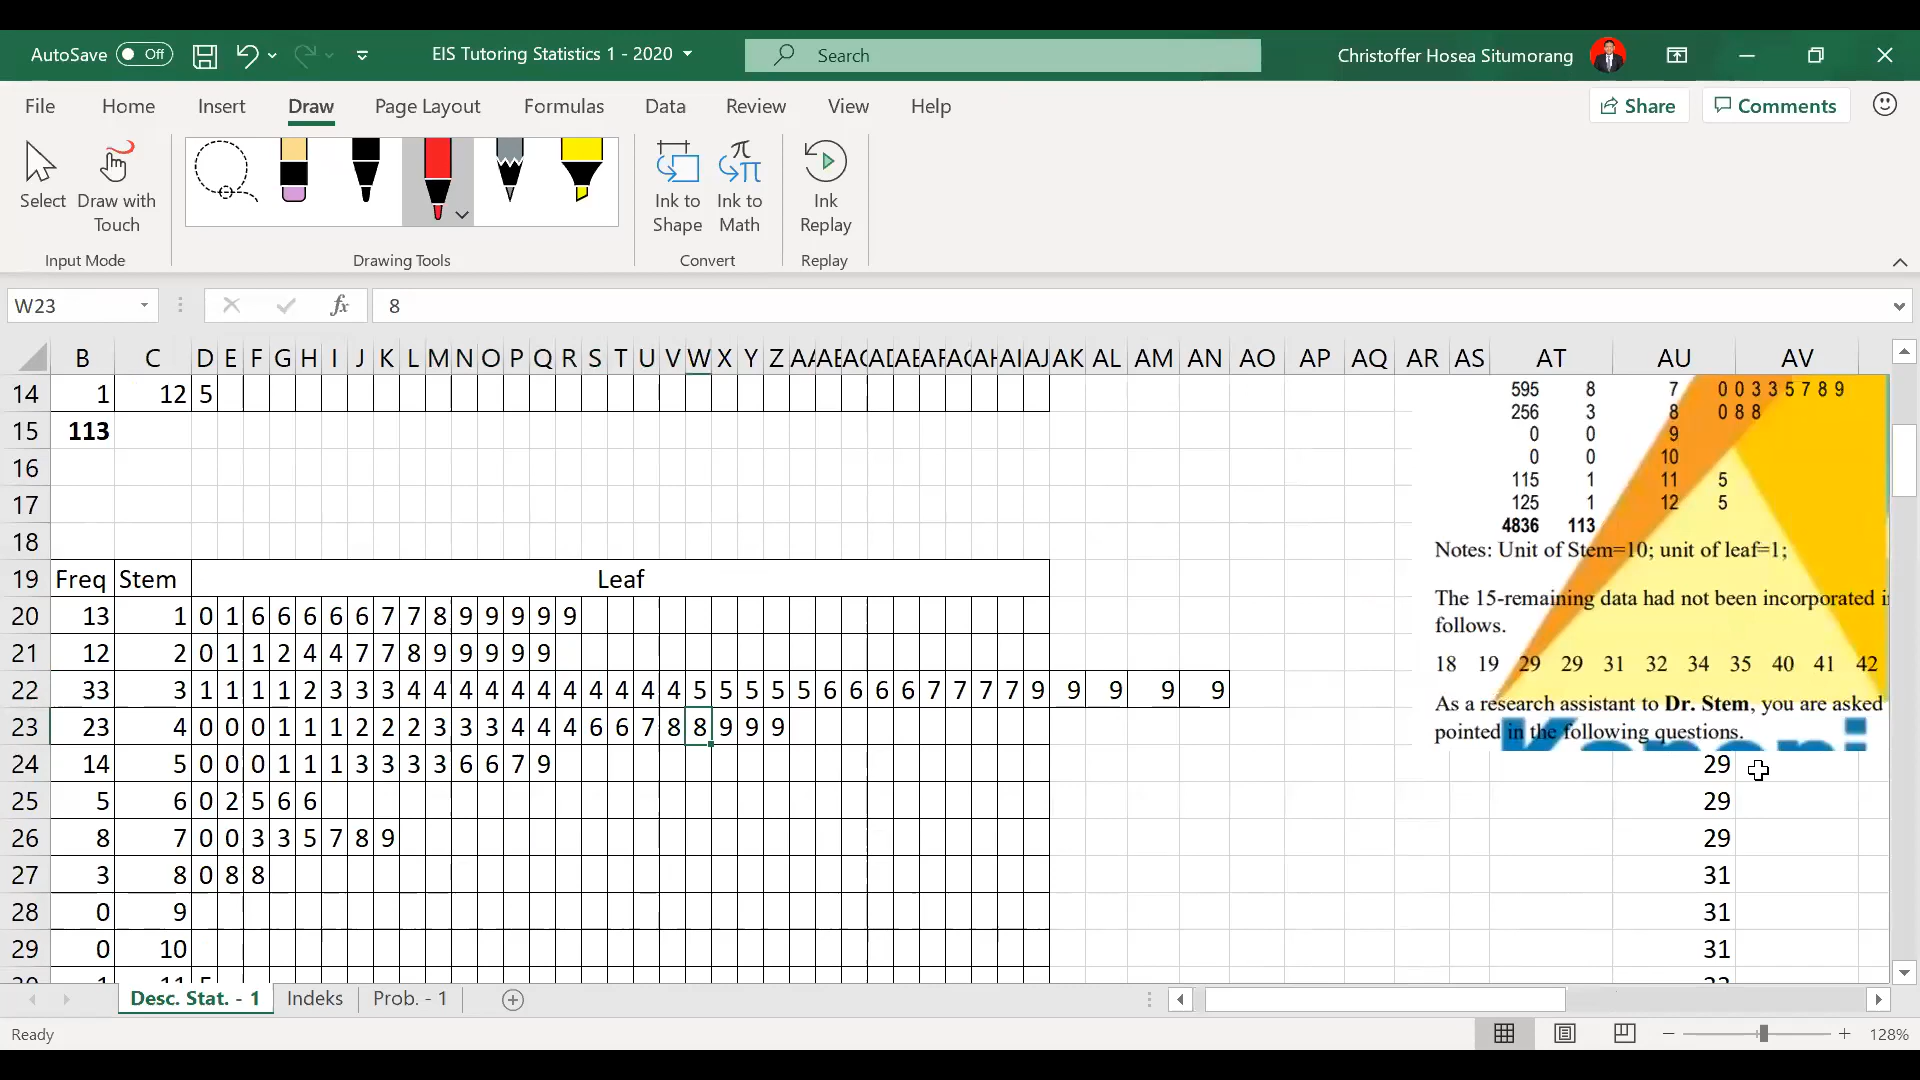 AutoSave Off EIS Tutoring Statistics 1 - 2020 Search Christoffer Hosea Situmorang
File Home Insert Draw Page Layout Formulas Data Review View Help Share Comments
Select Draw with Touch Ink to Shape Ink to Math Ink Replay
Input Mode Drawing Tools Convert Replay
W23 fx 8
B C D E F G H I J K L M N O P Q R S T U V W X Y Z AJ AK AL AM AN AO AP AQ AR AS AT AU AV
14 1 12 5
15 113
16
17
18
19 Freq Stem Leaf
20 13 1 0 1 6 6 6 6 6 7 7 8 9 9 9 9 9
21 12 2 0 1 1 2 4 4 7 7 8 9 9 9 9 9
22 33 3 1 1 1 1 2 3 3 3 4 4 4 4 4 4 4 4 4 4 4 5 5 5 5 5 6 6 6 6 7 7 7 7 9 9 9 9 9
23 23 4 0 0 0 1 1 1 2 2 2 3 3 3 4 4 4 6 6 7 8 8 9 9 9
24 14 5 0 0 0 1 1 1 3 3 3 3 6 6 7 9
25 5 6 0 2 5 6 6
26 8 7 0 0 3 3 5 7 8 9
27 3 8 0 8 8
28 0 9
29 0 10
595 8 7 0 0 3 3 5 7 8 9
256 3 8 0 8 8
0 0 9
0 0 10
115 1 11 5
125 1 12 5
4836 113
Notes: Unit of Stem=10; unit of leaf=1;
The 15-remaining data had not been incorporated
follows.
18 19 29 29 31 32 34 35 40 41 42
As a research assistant to Dr. Stem, you are asked
pointed in the following questions.
29
29
29
31
31
31
Desc. Stat. - 1 Indeks Prob. - 1
Ready 128%